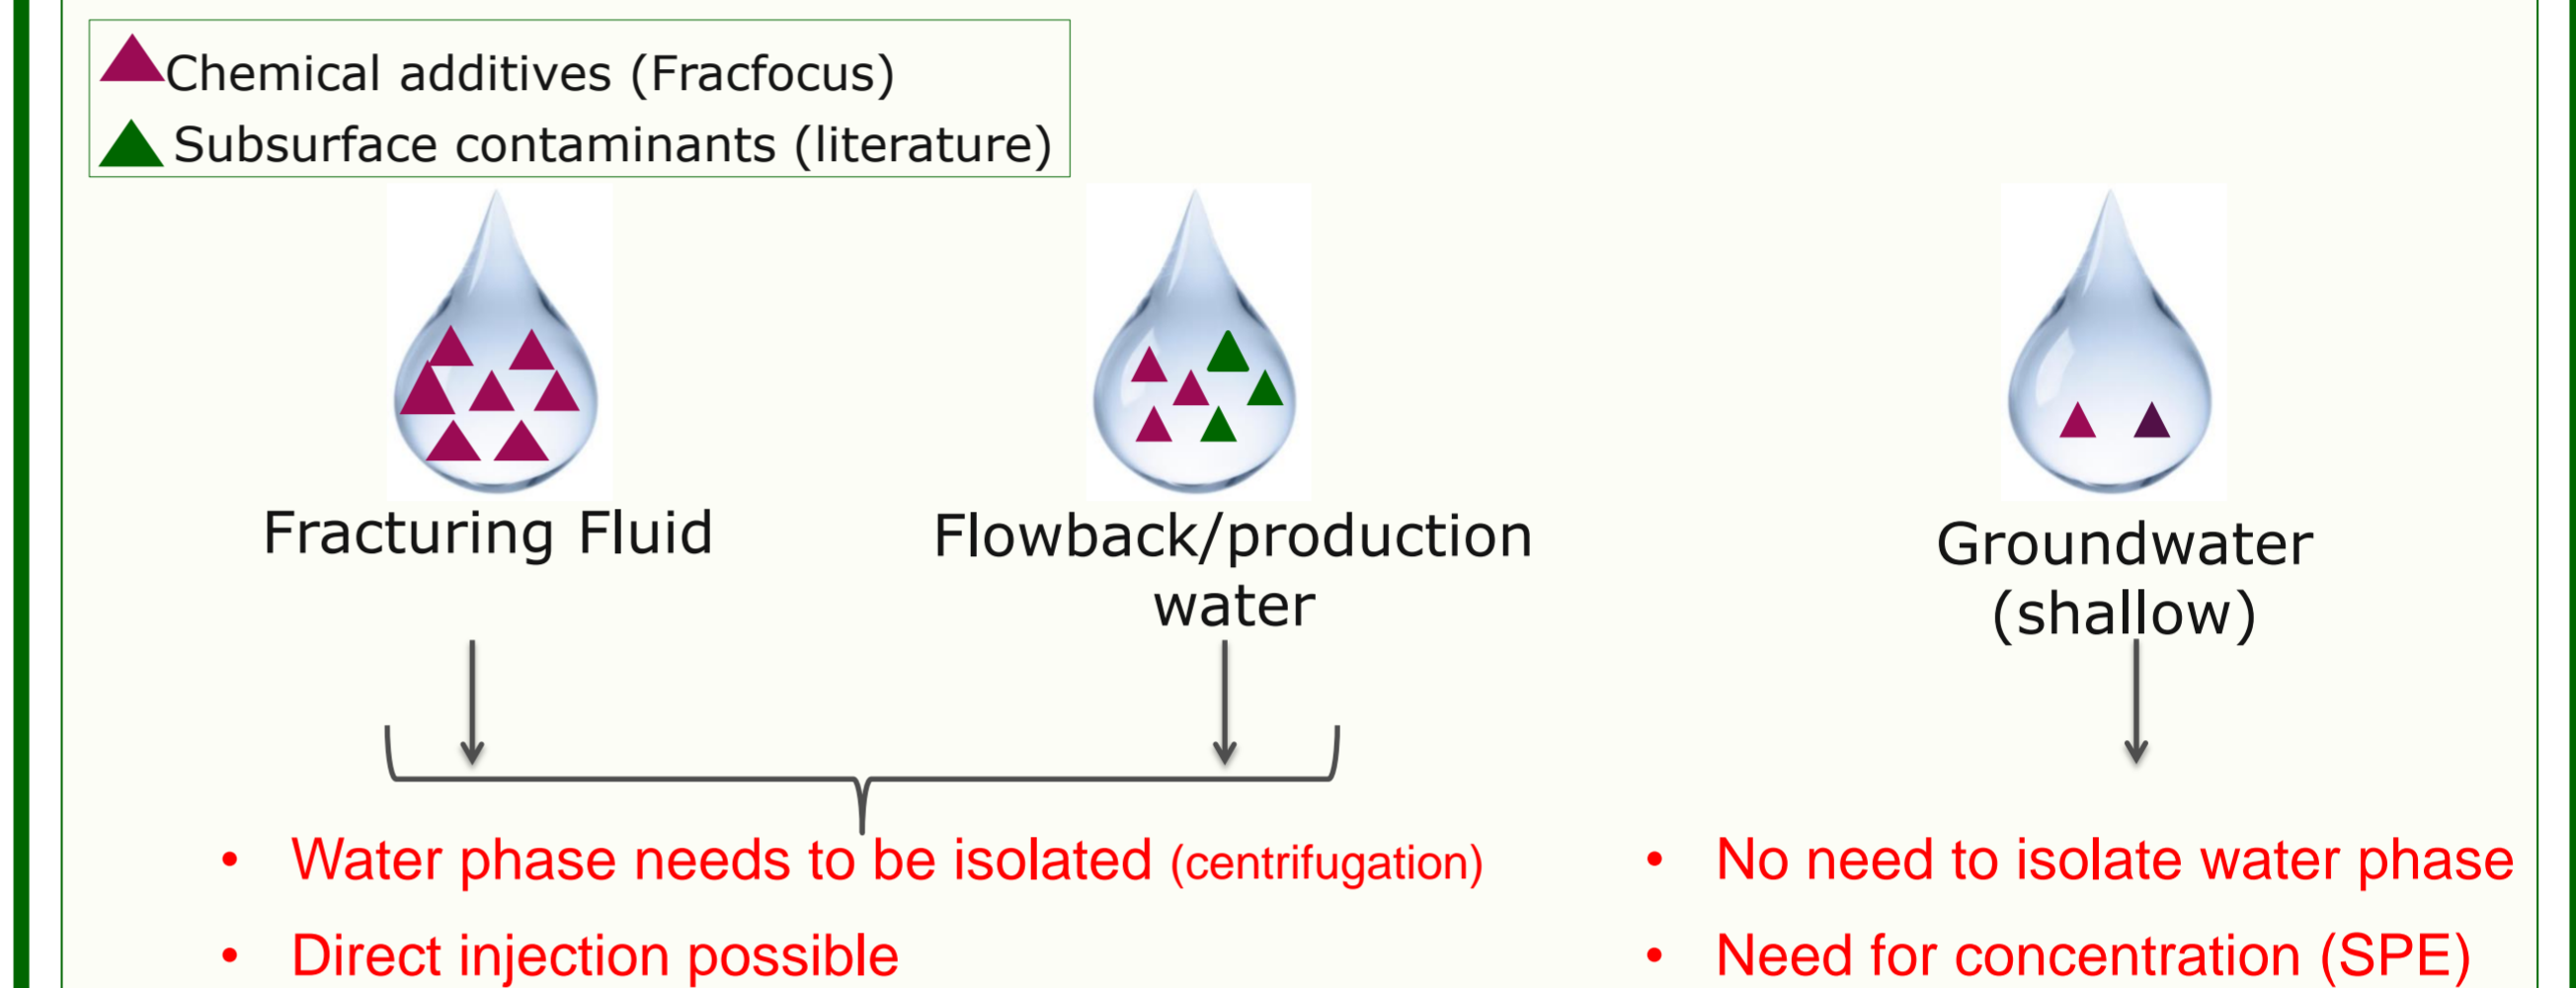 Chemical additives (Fracfocus)
Subsurface contaminants (literature)
Fracturing Fluid
Flowback/production
water
Groundwater
(shallow)
• Water phase needs to be isolated (centrifugation)
• Direct injection possible
• No need to isolate water phase
• Need for concentration (SPE)